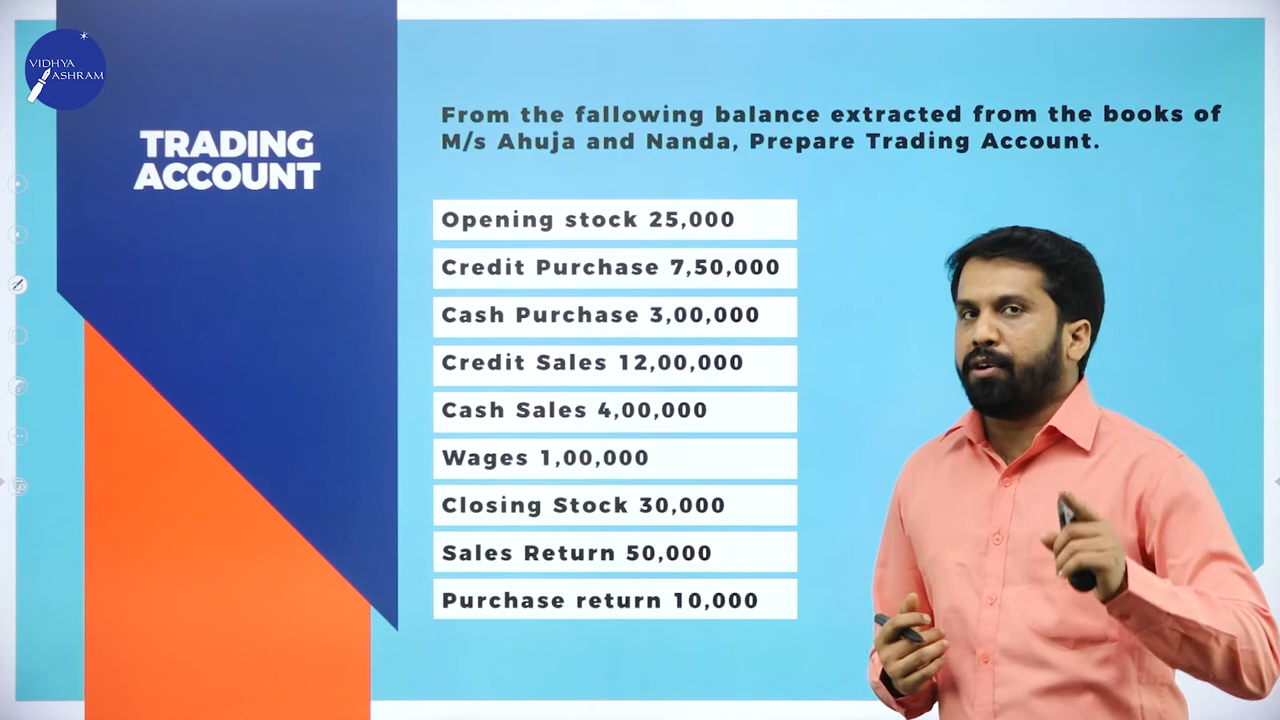 VIDHYA
ASHRAM
TRADING
ACCOUNT
From the fallowing balance extracted from the books of
M/s Ahuja and Nanda, Prepare Trading Account.
Opening stock 25,000
Credit Purchase 7,50,000
Cash Purchase 3,00,000
Credit Sales 12,00,000
Cash Sales 4,00,000
Wages 1,00,000
Closing Stock 30,000
Sales Return 50,000
Purchase return 10,000